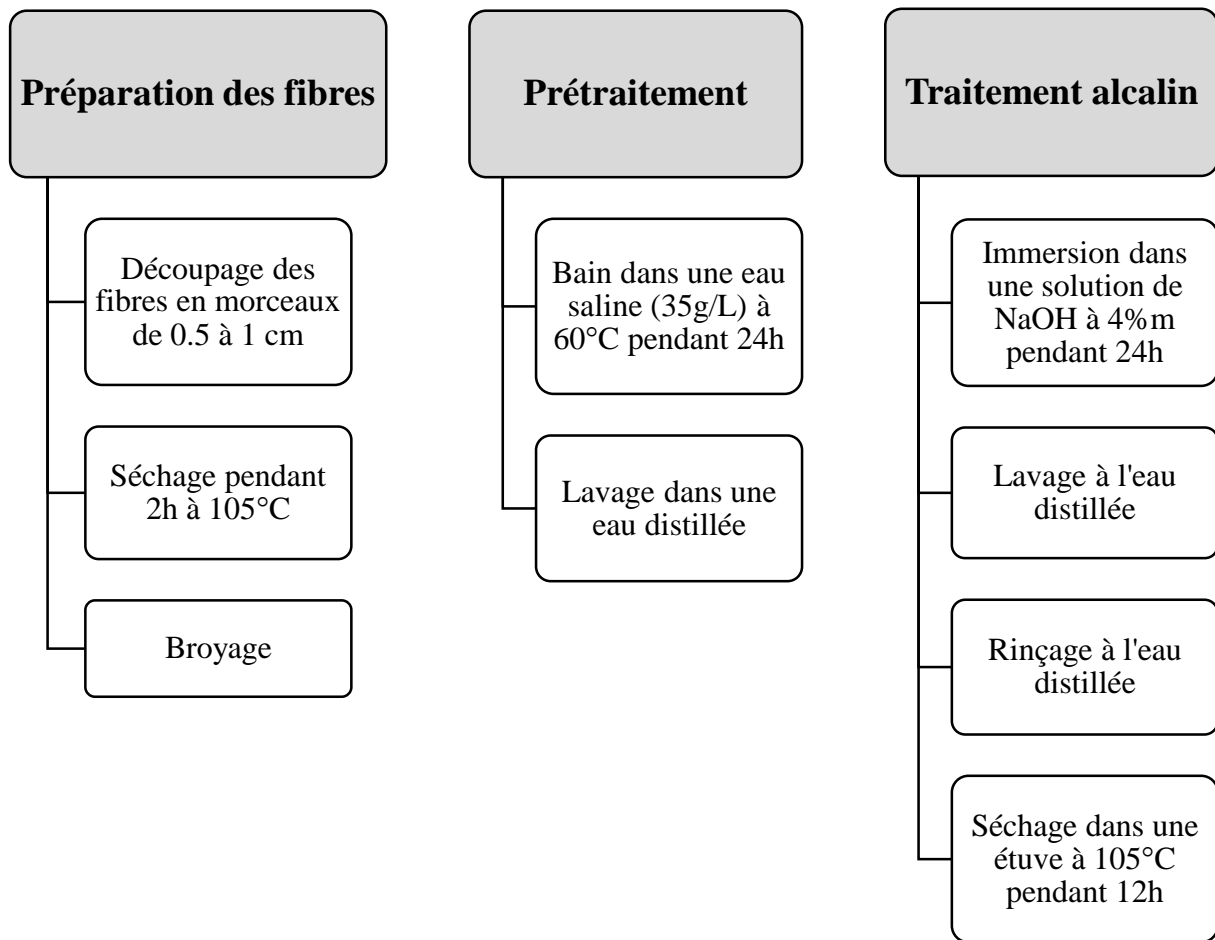 Préparation des fibres
Découpage des
fibres en morceaux
de 0.5 à 1 cm
Séchage pendant
2h à 105°C
Broyage
Prétraitement
Bain dans une eau
saline (35g/L) à
60°C pendant 24h
Lavage dans une
eau distillée
Traitement alcalin
Immersion dans
une solution de
NaOH à 4%m
pendant 24h
Lavage à l'eau
distillée
Rinçage à l'eau
distillée
Séchage dans une
étuve à 105°C
pendant 12h